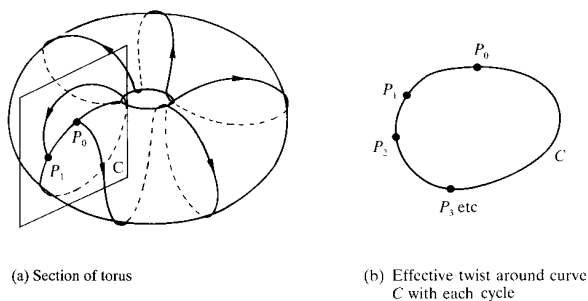 P₀
P₁
C
P₀
P₁
P₂
C
P₃ etc
(a) Section of torus
(b) Effective twist around curve
C with each cycle